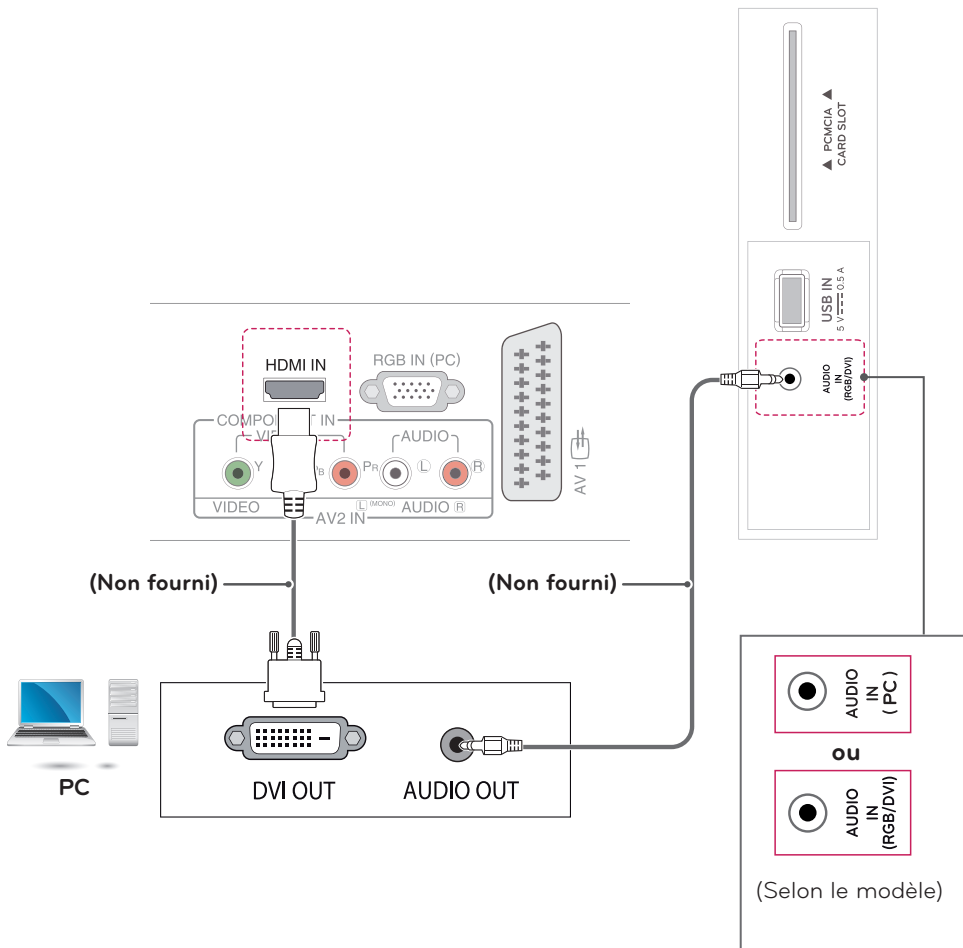 ▲ PCMCIA ▲
CARD SLOT
USB IN
5 V 0.5 A
AUDIO
IN
(RGB/DVI)
HDMI IN
RGB IN (PC)
IN
AUDIO
Y
B
PR
L
R
VIDEO
L (MONO) AUDIO R
AV2 IN
AV 1
(Non fourni)
(Non fourni)
PC
DVI OUT
AUDIO OUT
AUDIO
IN
(PC)
ou
AUDIO
IN
(RGB/DVI)
(Selon le modèle)